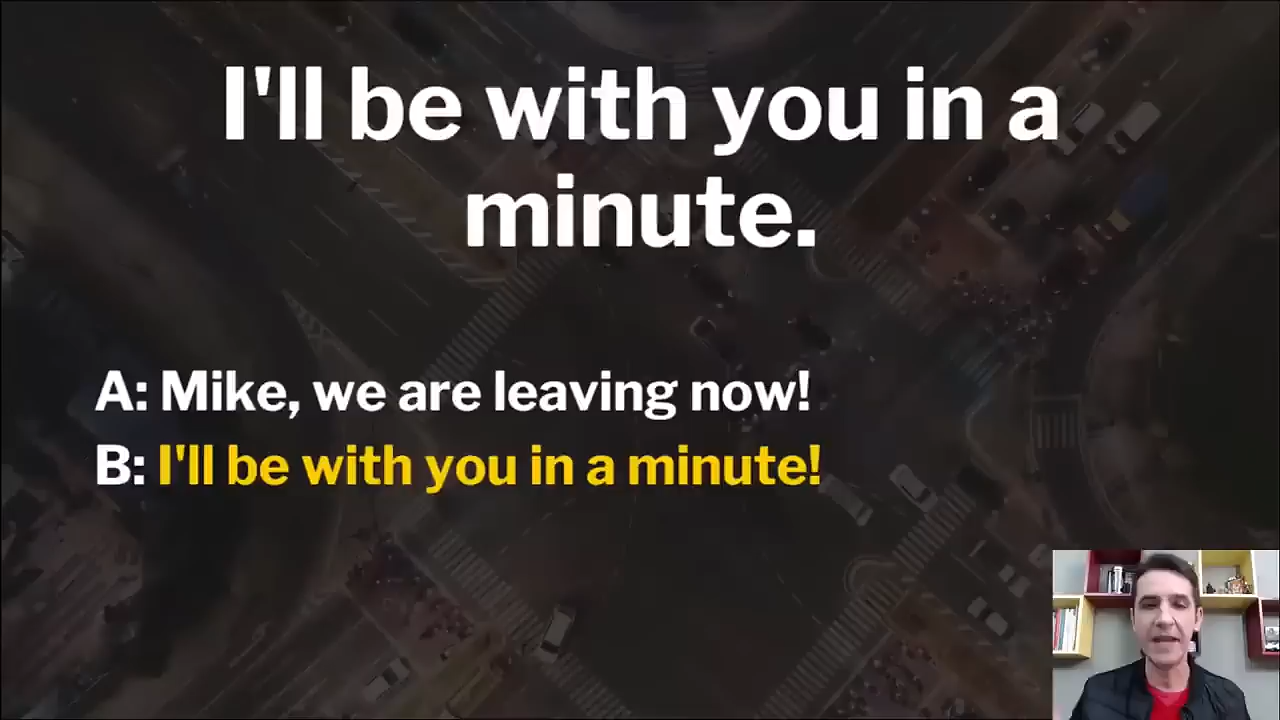 I'll be with you in a
minute.
A: Mike, we are leaving now!
B: I'll be with you in a minute!